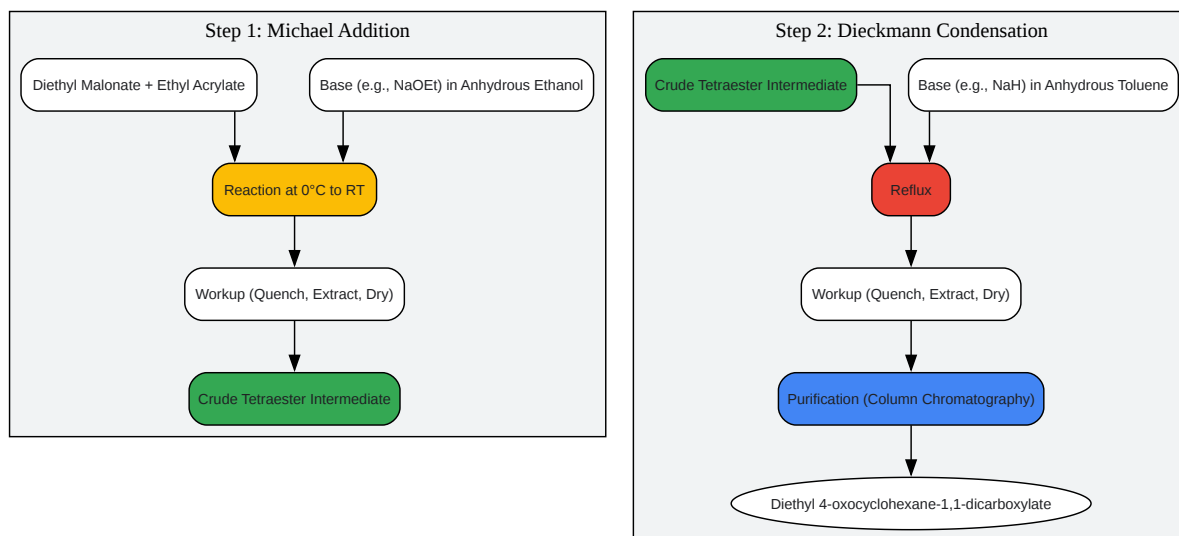 Step 1: Michael Addition
Diethyl Malonate + Ethyl Acrylate
Base (e.g., NaOEt) in Anhydrous Ethanol
Reaction at 0°C to RT
Workup (Quench, Extract, Dry)
Crude Tetraester Intermediate
Step 2: Dieckmann Condensation
Crude Tetraester Intermediate
Base (e.g., NaH) in Anhydrous Toluene
Reflux
Workup (Quench, Extract, Dry)
Purification (Column Chromatography)
Diethyl 4-oxocyclohexane-1,1-dicarboxylate